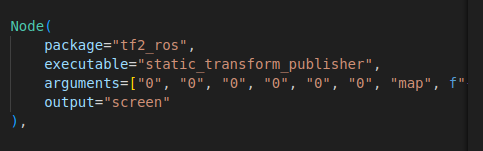 Node(
package="tf2_ros",
executable="static_transform_publisher",
arguments=["0", "0", "0", "0", "0", "0", "map", f"
output="screen"
),